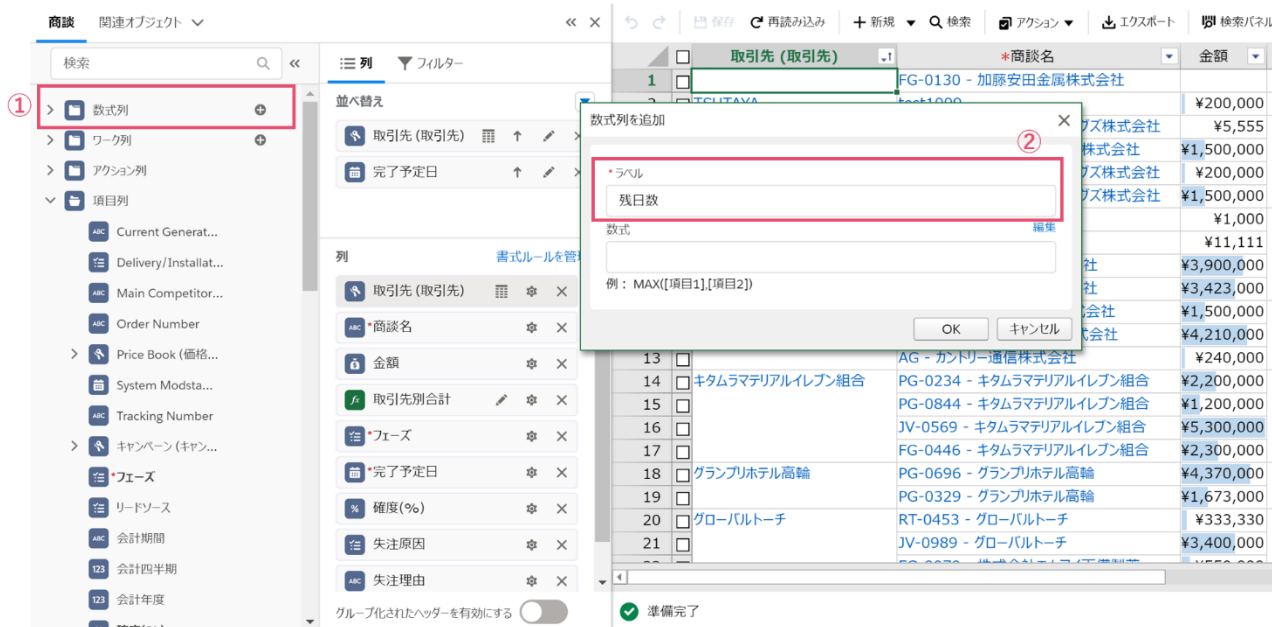 商談 関連オブジェクト
保存 再読み込み 新規 検索 アクション エクスポート 検索パネル
検索
①
数式列
ワーク列
アクション列
項目列
Current Generat...
Delivery/Installat...
Main Competitor...
Order Number
Price Book (価格...
System Modsta...
Tracking Number
キャンペーン (キャン...
*フェーズ
リードソース
会計期間
会計四半期
会計年度
列 フィルター
並べ替え
取引先 (取引先)
完了予定日
列 書式ルールを管理
取引先 (取引先)
*商談名
金額
取引先別合計
*フェーズ
*完了予定日
確度(%)
失注原因
失注理由
グループ化されたヘッダーを有効にする
数式列を追加
②
*ラベル
残日数
数式 編集
例： MAX([項目1],[項目2])
OK キャンセル
取引先 (取引先) *商談名 金額
1 FG-0130 - 加藤安田金属株式会社
2 TSUTAYA test1009 ¥200,000
ブズ株式会社 ¥5,555
株式会社 ¥1,500,000
ブズ株式会社 ¥200,000
ブズ株式会社 ¥1,500,000
¥1,000
¥11,111
社 ¥3,900,000
社 ¥3,423,000
会社 ¥1,500,000
式会社 ¥4,210,000
13 AG - カントリー通信株式会社 ¥240,000
14 キタムラマテリアルイレブン組合 PG-0234 - キタムラマテリアルイレブン組合 ¥2,200,000
15 PG-0844 - キタムラマテリアルイレブン組合 ¥1,200,000
16 JV-0569 - キタムラマテリアルイレブン組合 ¥5,300,000
17 FG-0446 - キタムラマテリアルイレブン組合 ¥2,300,000
18 グランプリホテル高輪 PG-0696 - グランプリホテル高輪 ¥4,370,000
19 PG-0329 - グランプリホテル高輪 ¥1,673,000
20 グローバルトーチ RT-0453 - グローバルトーチ ¥333,330
21 JV-0989 - グローバルトーチ ¥3,400,000
準備完了